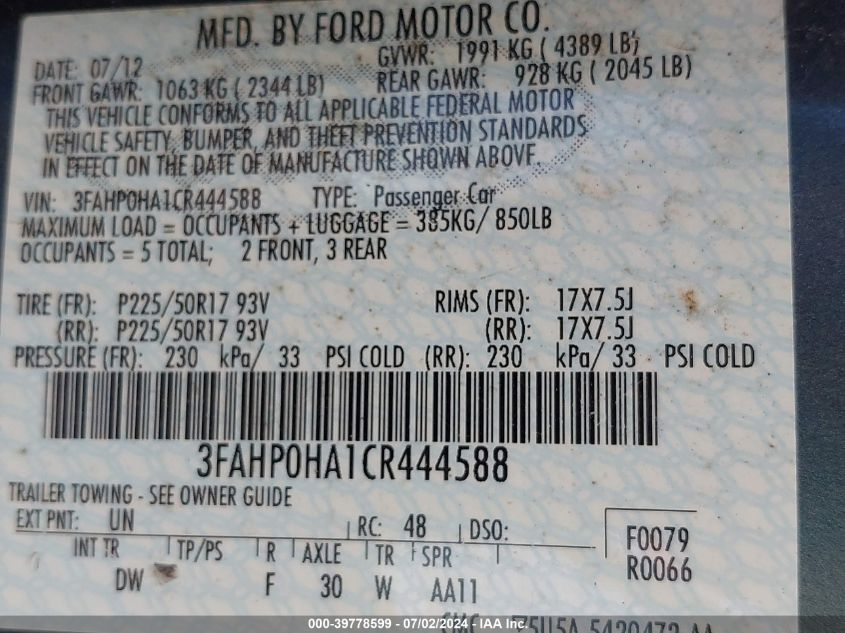 MFD. BY FORD MOTOR CO.
DATE: 07/12 GVWR: 1991 KG ( 4389 LB)
FRONT GAWR: 1063 KG ( 2344 LB) REAR GAWR: 928 KG ( 2045 LB)
THIS VEHICLE CONFORMS TO ALL APPLICABLE FEDERAL MOTOR
VEHICLE SAFETY, BUMPER, AND THEFT PREVENTION STANDARDS
IN EFFECT ON THE DATE OF MANUFACTURE SHOWN ABOVE.
VIN: 3FAHP0HA1CR444588 TYPE: Passenger Car
MAXIMUM LOAD = OCCUPANTS + LUGGAGE = 385KG/ 850LB
OCCUPANTS = 5 TOTAL; 2 FRONT, 3 REAR
TIRE (FR): P225/50R17 93V RIMS (FR): 17X7.5J
(RR): P225/50R17 93V (RR): 17X7.5J
PRESSURE (FR): 230 kPa/ 33 PSI COLD (RR): 230 kPa/ 33 PSI COLD
3FAHP0HA1CR444588
TRAILER TOWING - SEE OWNER GUIDE
EXT PNT: UN RC: 48 DSO:
INT TR TP/PS R AXLE TR SPR
DW F 30 W AA11
F0079
R0066
000-39778599 - 07/02/2024 - IAA Inc.